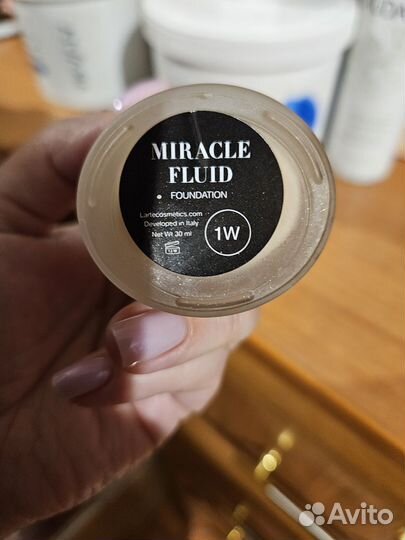 MIRACLE
FLUID
FOUNDATION
Lartecosmetics.com
Developed in Italy
Net Wt 30 ml
1W
Avito